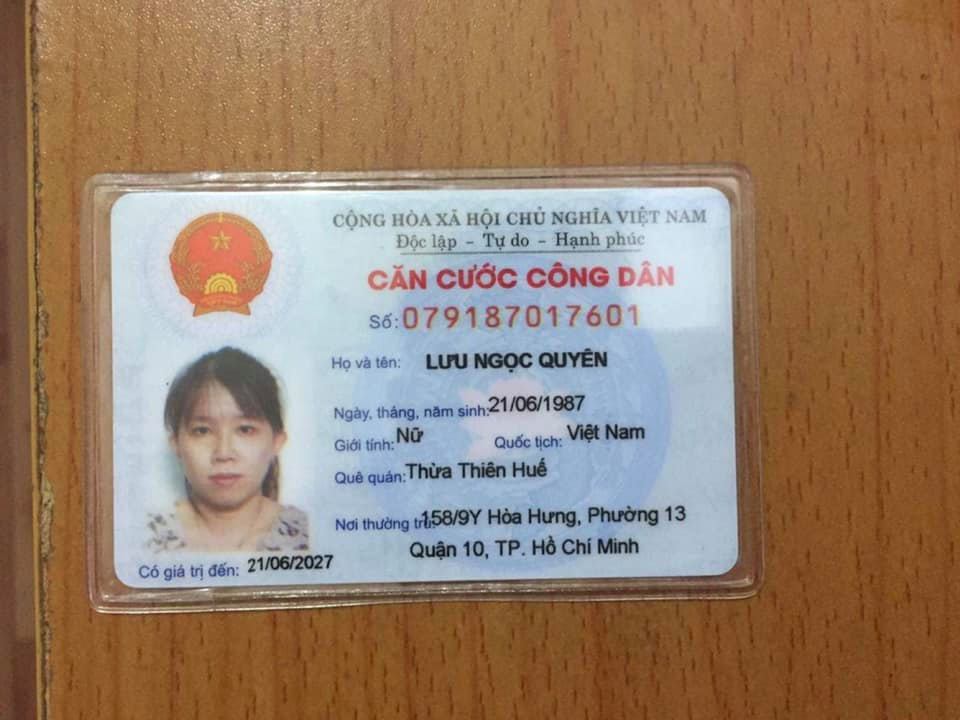 CỘNG HÒA XÃ HỘI CHỦ NGHĨA VIỆT NAM
Độc lập - Tự do - Hạnh phúc
CĂN CƯỚC CÔNG DÂN
Số: 079187017601
Họ và tên: LƯU NGỌC QUYÊN
Ngày, tháng, năm sinh: 21/06/1987
Giới tính: Nữ Quốc tịch: Việt Nam
Quê quán: Thừa Thiên Huế
Nơi thường trú: 158/9Y Hòa Hưng, Phường 13
Quận 10, TP. Hồ Chí Minh
Có giá trị đến: 21/06/2027